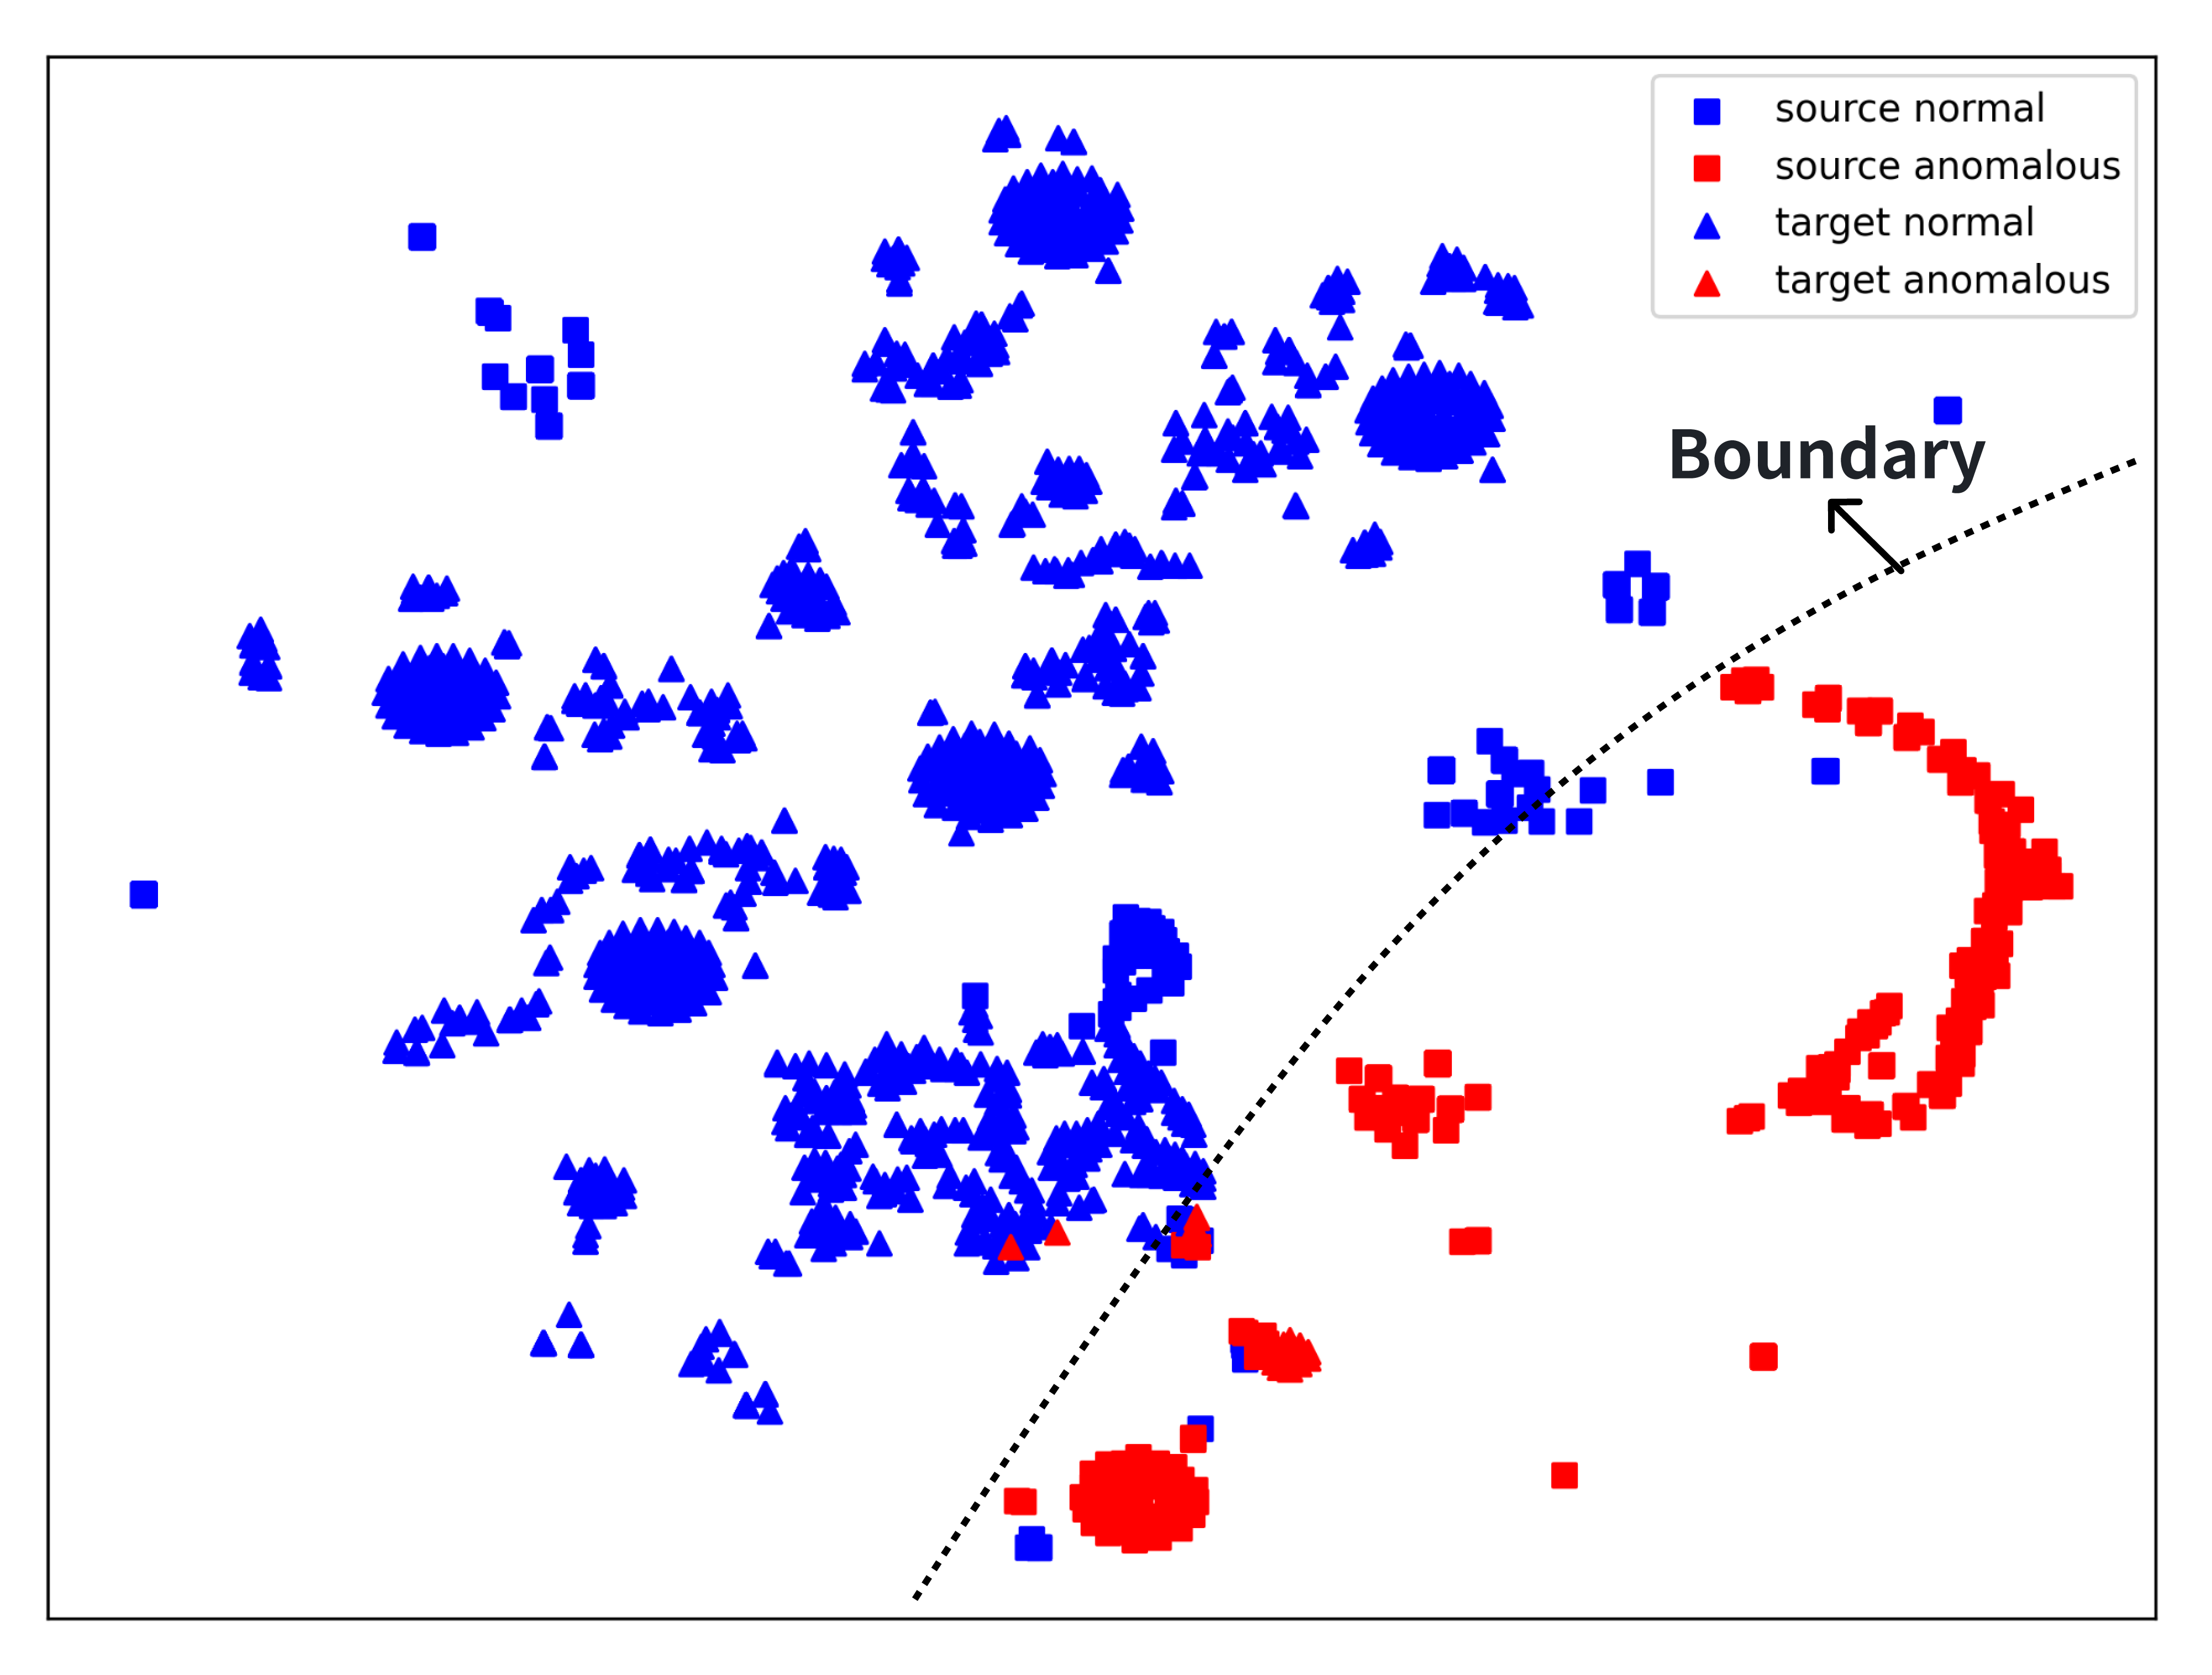 source normal
source anomalous
target normal
target anomalous
Boundary